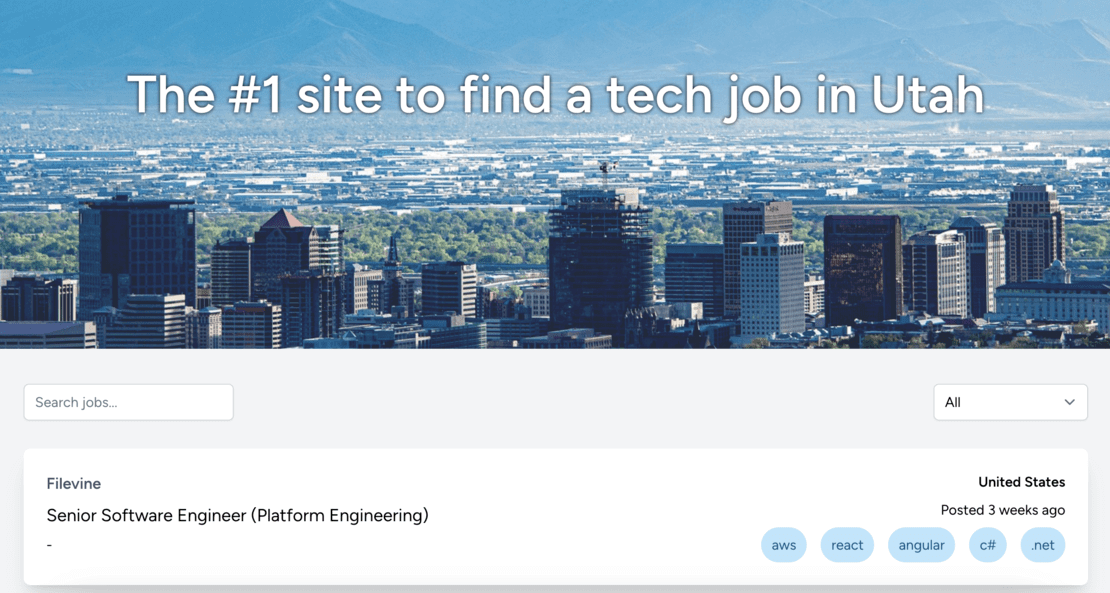 The #1 site to find a tech job in Utah
Search jobs...
All
Filevine
United States
Senior Software Engineer (Platform Engineering)
Posted 3 weeks ago
-
aws react angular c# .net